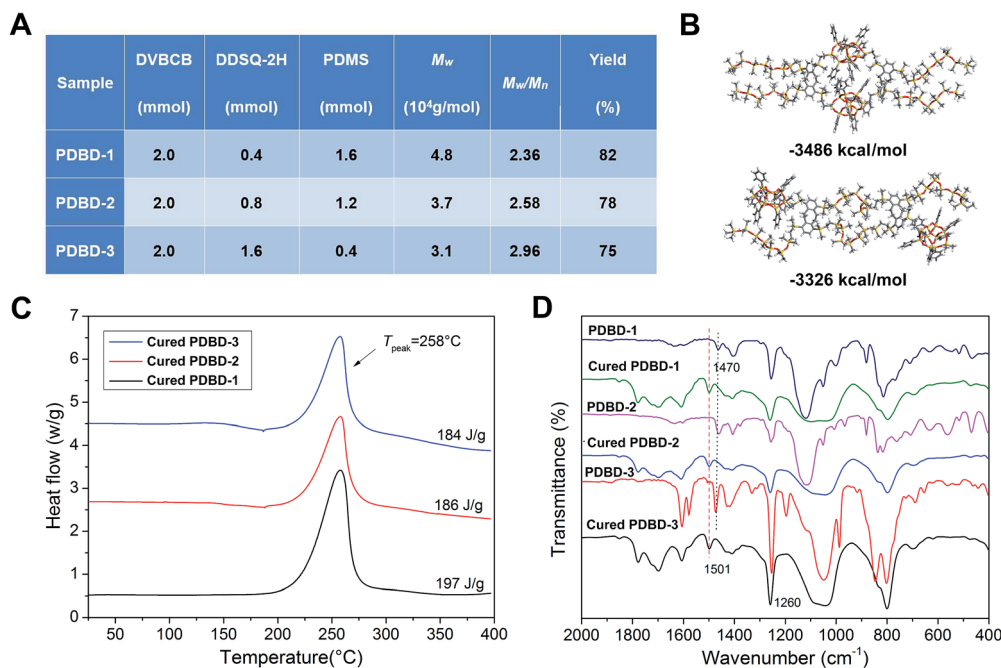 A
Sample DVBCB (mmol) DDSQ-2H (mmol) PDMS (mmol) Mw (10⁴g/mol) Mw/Mn Yield (%)
PDBD-1 2.0 0.4 1.6 4.8 2.36 82
PDBD-2 2.0 0.8 1.2 3.7 2.58 78
PDBD-3 2.0 1.6 0.4 3.1 2.96 75
B
-3486 kcal/mol
-3326 kcal/mol
C
Heat flow (w/g)
7
6
5
4
3
2
1
0
Cured PDBD-3
Cured PDBD-2
Cured PDBD-1
Tpeak=258°C
184 J/g
186 J/g
197 J/g
50 100 150 200 250 300 350 400
Temperature(°C)
D
Transmittance (%)
PDBD-1
1470
Cured PDBD-1
PDBD-2
Cured PDBD-2
PDBD-3
Cured PDBD-3
1501
1260
2000 1800 1600 1400 1200 1000 800 600 400
Wavenumber (cm⁻¹)